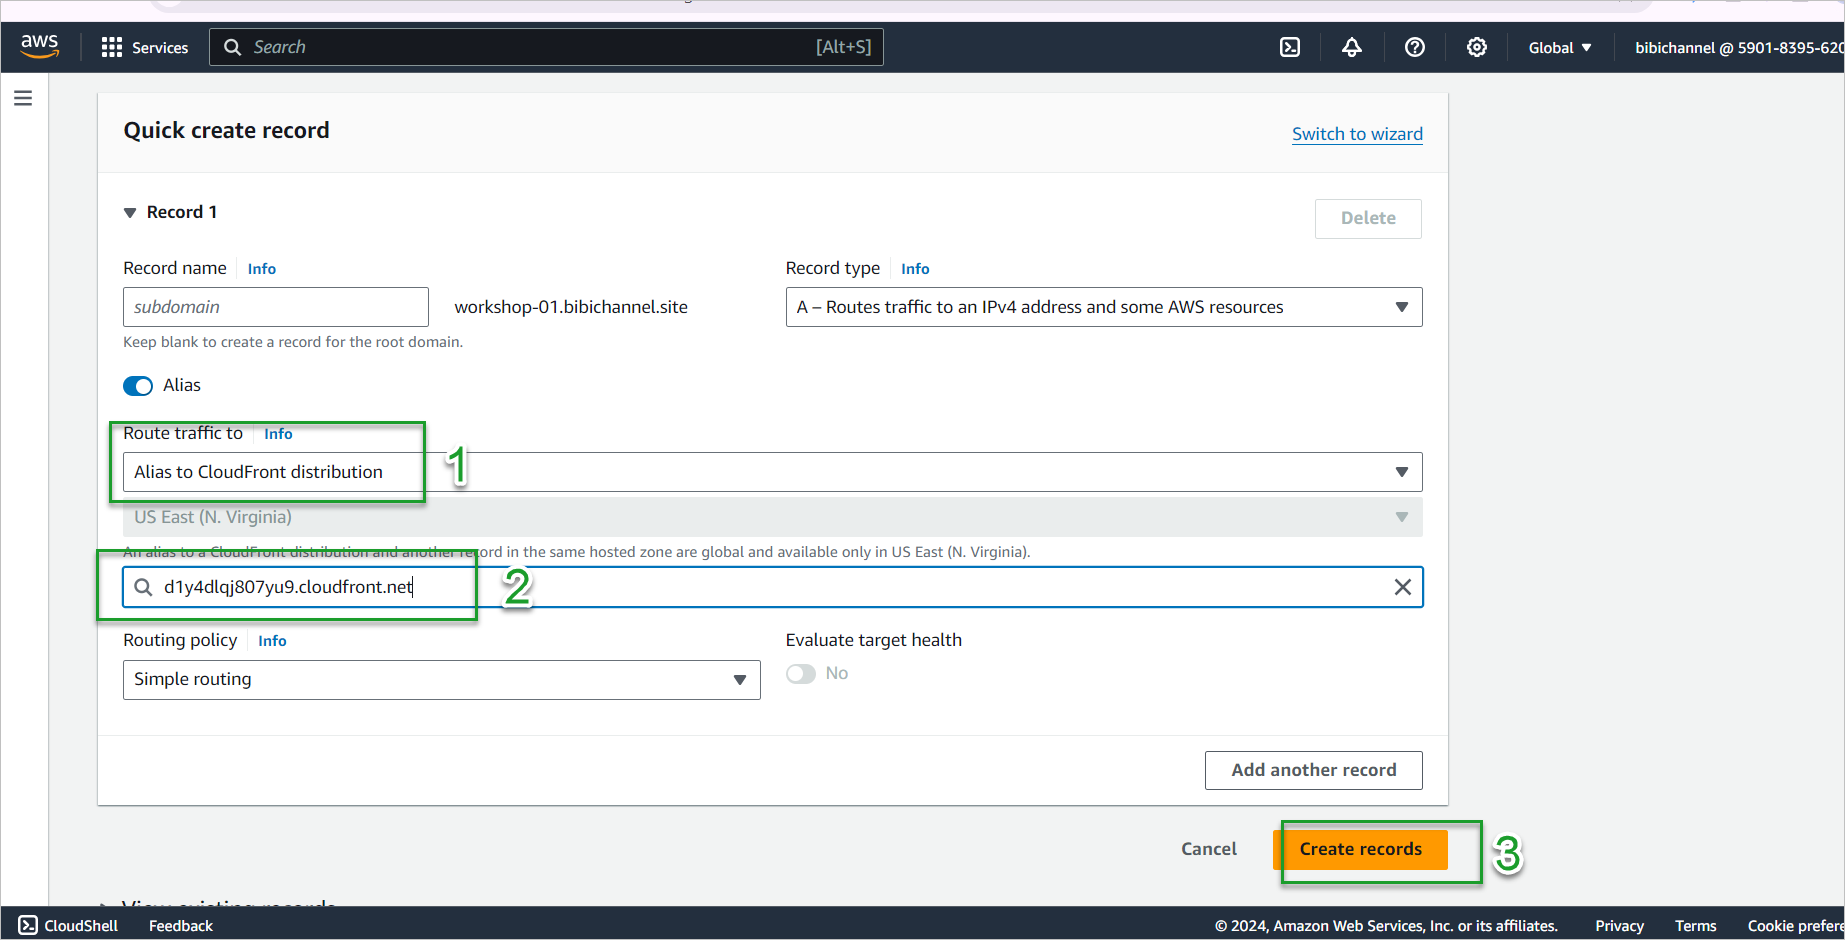 aws
Services
Search
[Alt+S]
Global
bibichannel @ 5901-8395-620
Quick create record
Switch to wizard
Record 1
Delete
Record name Info
Record type Info
subdomain
workshop-01.bibichannel.site
A – Routes traffic to an IPv4 address and some AWS resources
Keep blank to create a record for the root domain.
Alias
Route traffic to Info
Alias to CloudFront distribution
1
US East (N. Virginia)
An alias to a CloudFront distribution and another record in the same hosted zone are global and available only in US East (N. Virginia).
d1y4dlqj807yu9.cloudfront.net
2
Routing policy Info
Evaluate target health
Simple routing
No
Add another record
Cancel
Create records
3
View existing records
CloudShell
Feedback
© 2024, Amazon Web Services, Inc. or its affiliates.
Privacy
Terms
Cookie prefere